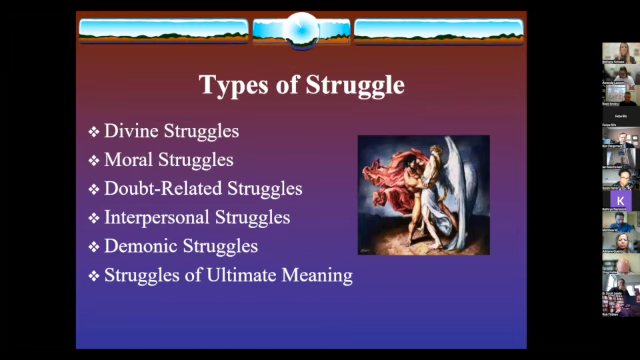 Types of Struggle
❖ Divine Struggles
❖ Moral Struggles
❖ Doubt-Related Struggles
❖ Interpersonal Struggles
❖ Demonic Struggles
❖ Struggles of Ultimate Meaning
K